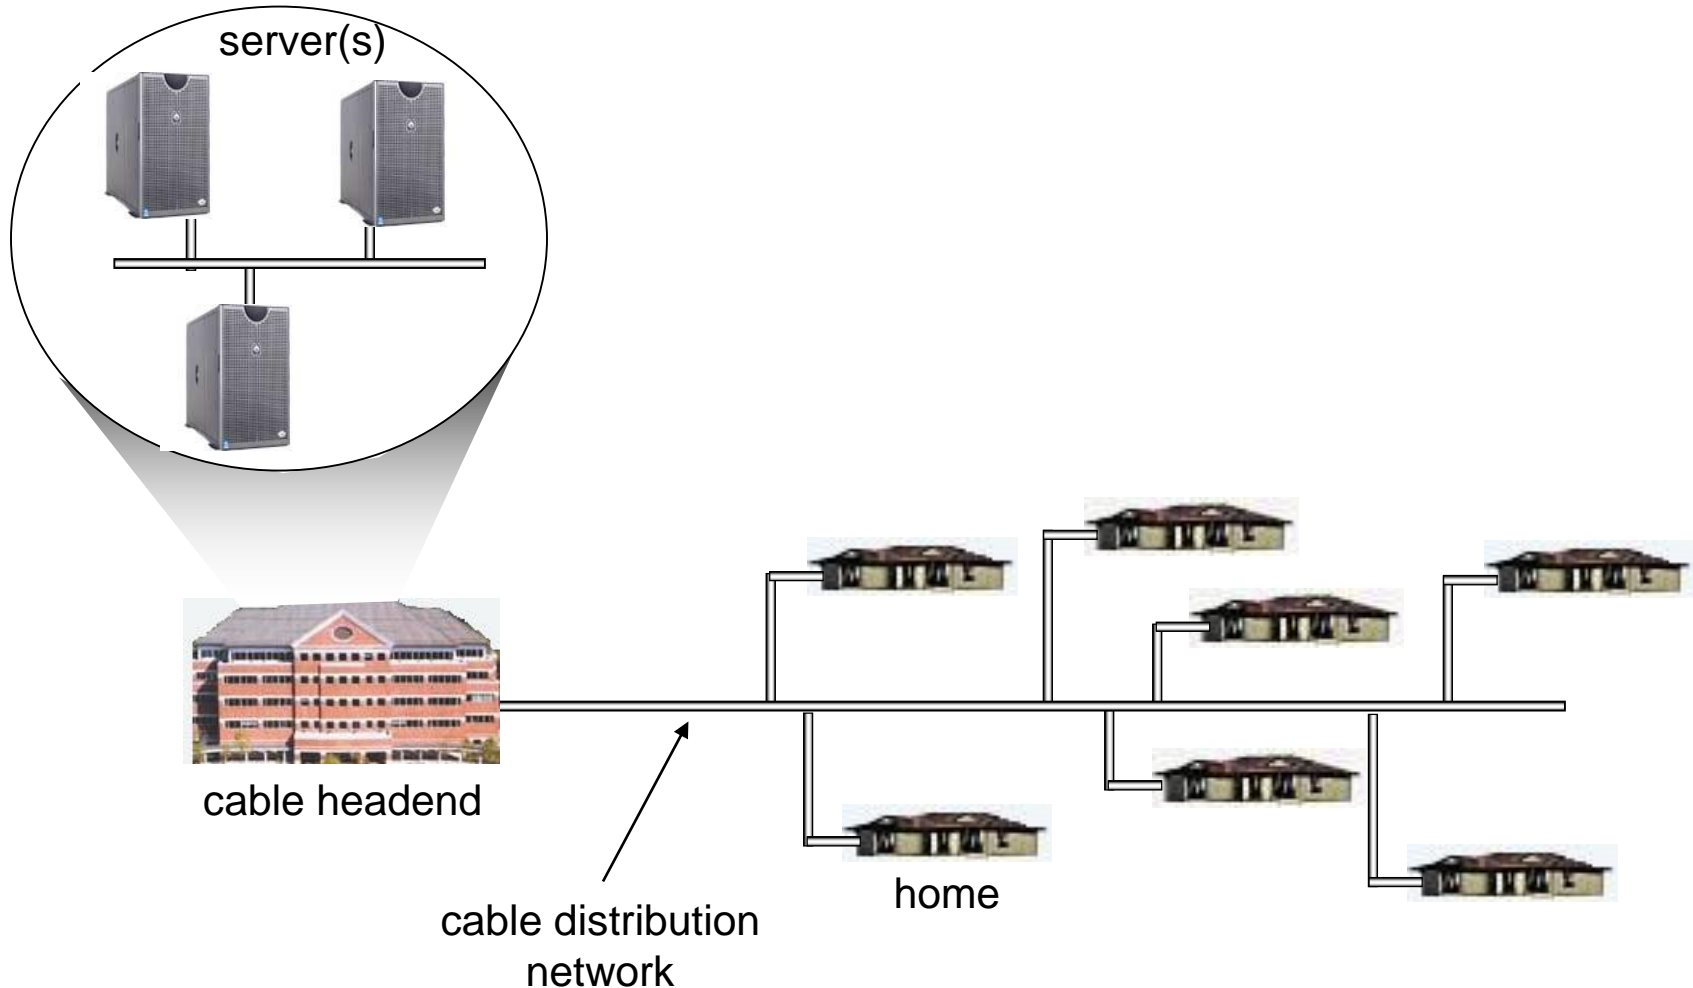 server(s)
cable headend
home
cable distribution
network